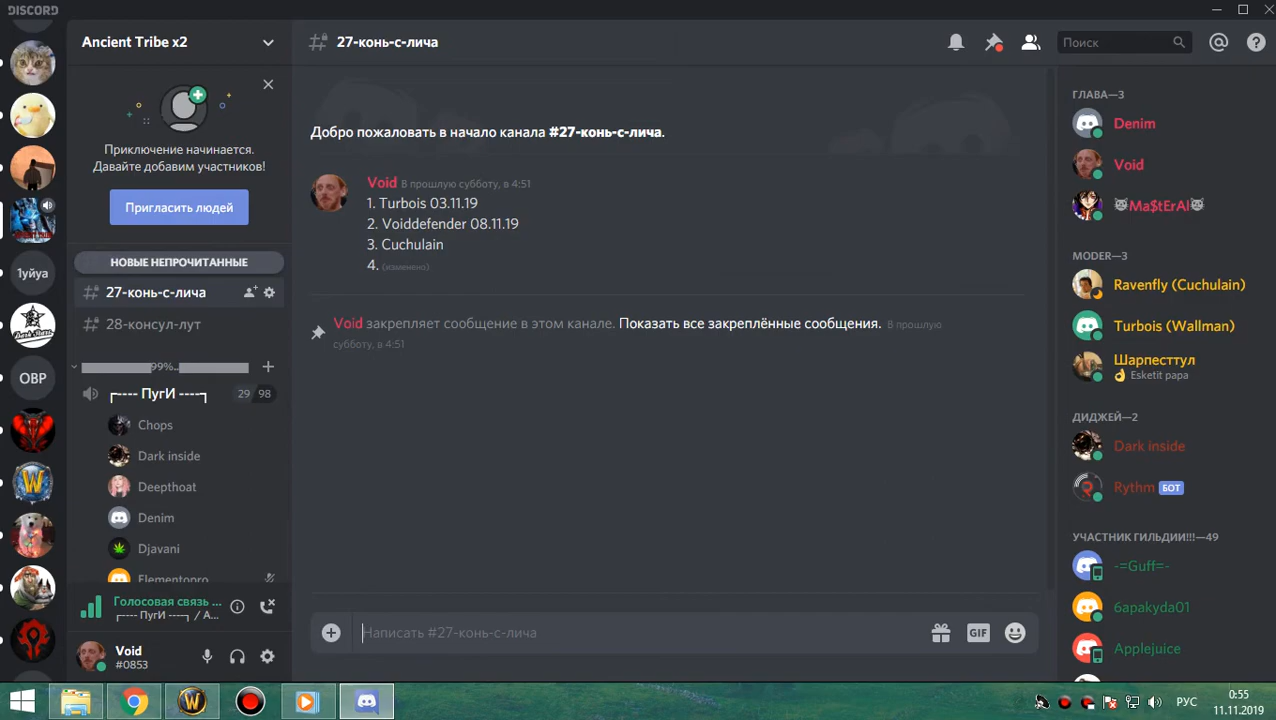 DISCORD
Ancient Tribe x2
27-конь-с-лича
Поиск
Приключение начинается.
Давайте добавим участников!
Пригласить людей
НОВЫЕ НЕПРОЧИТАННЫЕ
27-конь-с-лича
28-консул-лут
99%..
┏---- ПугИ ----┓
29 98
Chops
Dark inside
Deepthoat
Denim
Djavani
Elementopro
Голосовая связь ...
┏---- ПугИ ----┓ / A...
Void
#0853
1уйуа
OBP
Добро пожаловать в начало канала #27-конь-с-лича.
Void В прошлую субботу, в 4:51
1. Turbois 03.11.19
2. Voiddefender 08.11.19
3. Cuchulain
4. (изменено)
Void закрепляет сообщение в этом канале. Показать все закреплённые сообщения. В прошлую
субботу, в 4:51
Написать #27-конь-с-лича
GIF
ГЛАВА—3
Denim
Void
Ma$tErAl
MODER—3
Ravenfly (Cuchulain)
Turbois (Wallman)
Шарпесттул
Esketit papa
ДИДЖЕЙ—2
Dark inside
Rythm БОТ
УЧАСТНИК ГИЛЬДИИ!!!—49
-=Guff=-
6apakyda01
Applejuice
РУС
0:55
11.11.2019